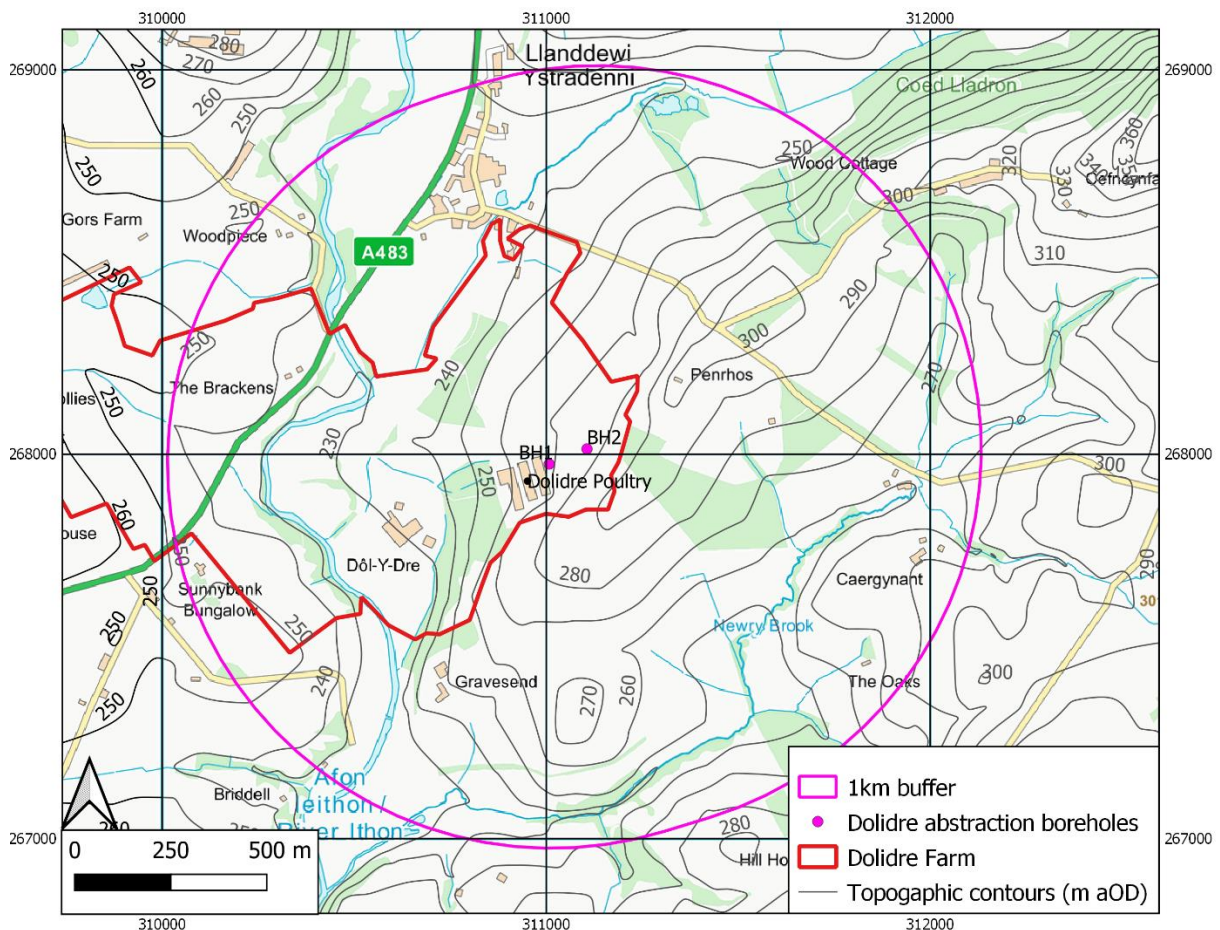 310000
311000
312000
269000
269000
280
270
260
260
250
Llanddewi
Ystradenni
Coed Lladron
250
Wood Cottage
360
340
330
320
300
250
Gors Farm
250
Woodpiece
A483
310
290
250
250
300
The Brackens
240
Penrhos
270
250
230
268000
268000
BH1
BH2
250
Dolidre Poultry
300
260
ouse
Dôl-Y-Dre
280
Caergynant
290
Sunnybank
Bungalow
250
250
250
Newry Brook
240
Gravesend
270
260
The Oaks
300
250
Afon
Ieithon /
River Ithon
Briddell
280
267000
267000
Hill Ho
0
250
500 m
1km buffer
Dolidre abstraction boreholes
Dolidre Farm
Topogaphic contours (m aOD)
310000
311000
312000